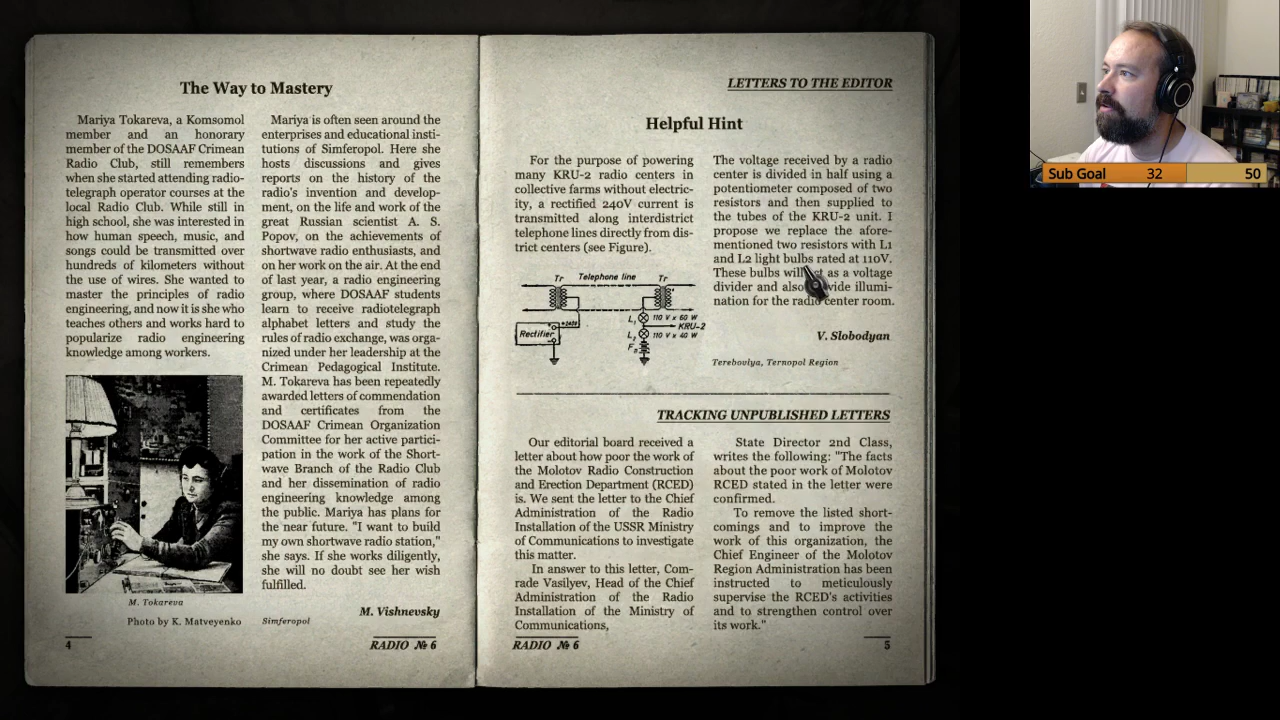 The Way to Mastery
Mariya Tokareva, a Komsomol
member and an honorary
member of the DOSAAF Crimean
Radio Club, still remembers
when she started attending radio-
telegraph operator courses at the
local Radio Club. While still in
high school, she was interested in
how human speech, music, and
songs could be transmitted over
hundreds of kilometers without
the use of wires. She wanted to
master the principles of radio
engineering, and now it is she who
teaches others and works hard to
popularize radio engineering
knowledge among workers.
M. Tokareva
Photo by K. Matveyenko
Mariya is often seen around the
enterprises and educational insti-
tutions of Simferopol. Here she
hosts discussions and gives
reports on the history of the
radio's invention and develop-
ment, on the life and work of the
great Russian scientist A. S.
Popov, on the achievements of
shortwave radio enthusiasts, and
on her work on the air. At the end
of last year, a radio engineering
group, where DOSAAF students
learn to receive radiotelegraph
alphabet letters and study the
rules of radio exchange, was orga-
nized under her leadership at the
Crimean Pedagogical Institute.
M. Tokareva has been repeatedly
awarded letters of commendation
and certificates from the
DOSAAF Crimean Organization
Committee for her active partici-
pation in the work of the Short-
wave Branch of the Radio Club
and her dissemination of radio
engineering knowledge among
the public. Mariya has plans for
the near future. "I want to build
my own shortwave radio station,"
she says. If she works diligently,
she will no doubt see her wish
fulfilled.
M. Vishnevsky
Simferopol
4
RADIO № 6
LETTERS TO THE EDITOR
Helpful Hint
For the purpose of powering
many KRU-2 radio centers in
collective farms without electric-
ity, a rectified 240V current is
transmitted along interdistrict
telephone lines directly from dis-
trict centers (see Figure).
Tr
Telephone line
Tr
+240V
Rectifier
L1
110 V x 60 W
KRU-2
L2
110 V x 40 W
The voltage received by a radio
center is divided in half using a
potentiometer composed of two
resistors and then supplied to
the tubes of the KRU-2 unit. I
propose we replace the afore-
mentioned two resistors with L1
and L2 light bulbs rated at 110V.
These bulbs will as a voltage
divider and also illumi-
nation for the radio center room.
V. Slobodyan
Terebovlya, Ternopol Region
TRACKING UNPUBLISHED LETTERS
Our editorial board received a
letter about how poor the work of
the Molotov Radio Construction
and Erection Department (RCED)
is. We sent the letter to the Chief
Administration of the Radio
Installation of the USSR Ministry
of Communications to investigate
this matter.
In answer to this letter, Com-
rade Vasilyev, Head of the Chief
Administration of the Radio
Installation of the Ministry of
Communications,
State Director 2nd Class,
writes the following: "The facts
about the poor work of Molotov
RCED stated in the letter were
confirmed.
To remove the listed short-
comings and to improve the
work of this organization, the
Chief Engineer of the Molotov
Region Administration has been
instructed to meticulously
supervise the RCED's activities
and to strengthen control over
its work."
RADIO № 6
5
Sub Goal 32 50